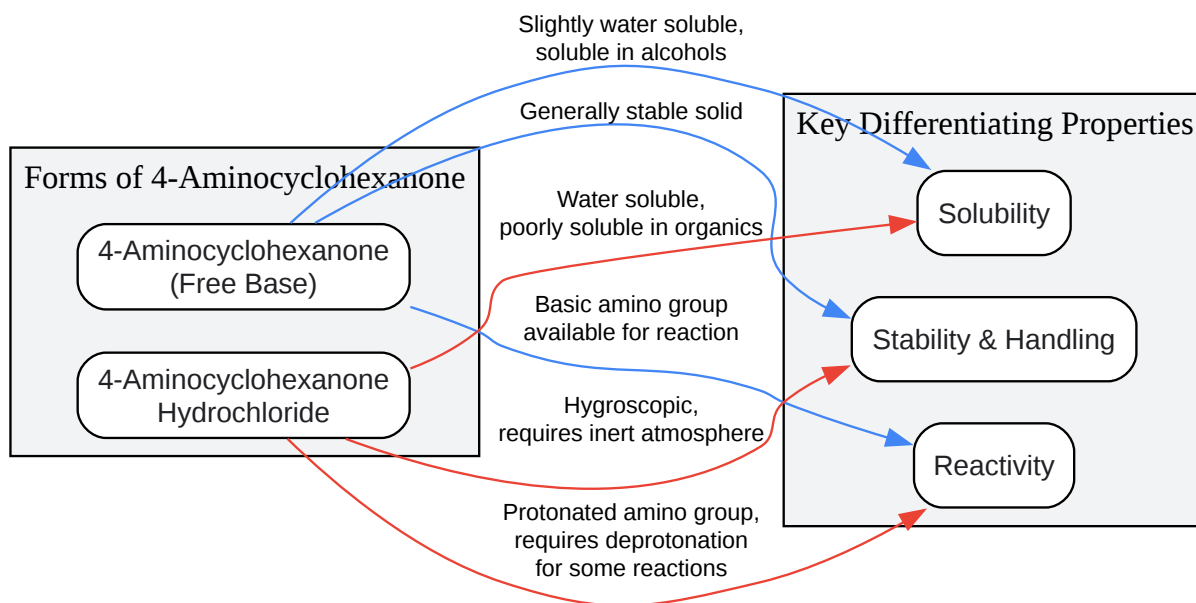 Slightly water soluble,
soluble in alcohols
Generally stable solid
Key Differentiating Properties
Forms of 4-Aminocyclohexanone
Water soluble,
poorly soluble in organics
Solubility
4-Aminocyclohexanone
(Free Base)
Basic amino group
available for reaction
Stability & Handling
4-Aminocyclohexanone
Hydrochloride
Hygroscopic,
requires inert atmosphere
Reactivity
Protonated amino group,
requires deprotonation
for some reactions